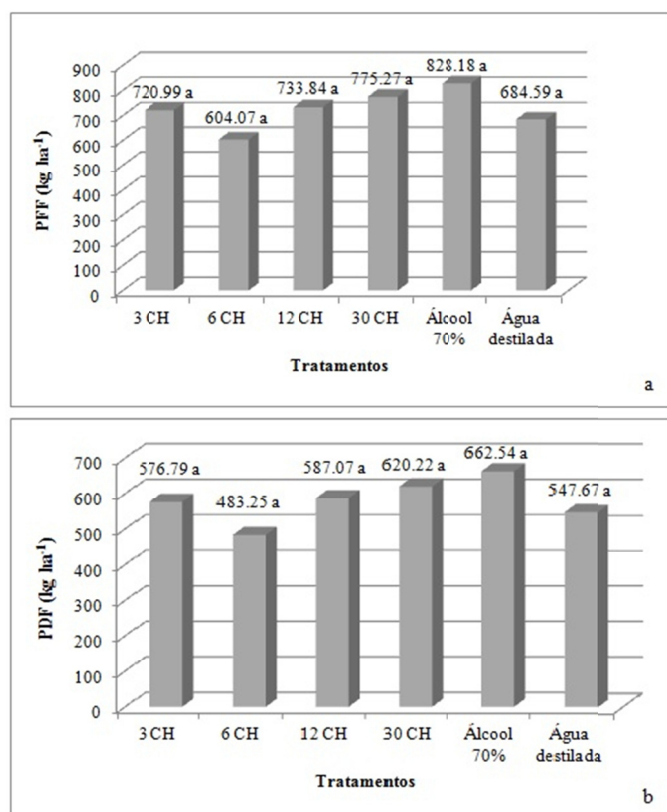 900
800
700
600
500
400
300
200
100
0
PFF (kg ha-1)
720.99 a
604.07 a
733.84 a
775.27 a
828.18 a
684.59 a
3 CH
6 CH
12 CH
30 CH
Álcool
70%
Água
destilada
Tratamentos
a
700
600
500
400
300
200
100
0
PDF (kg ha-1)
576.79 a
483.25 a
587.07 a
620.22 a
662.54 a
547.67 a
3CH
6 CH
12 CH
30 CH
Álcool
70%
Água
destilada
Tratamentos
b